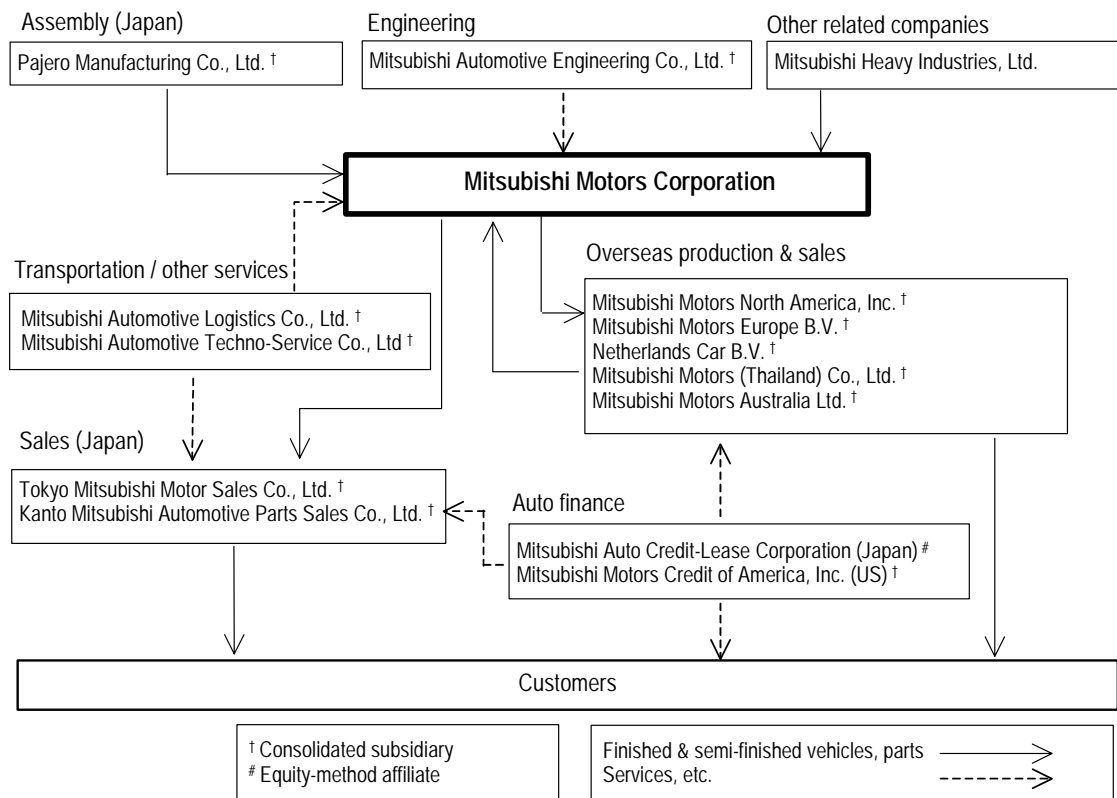 Assembly (Japan)
Pajero Manufacturing Co., Ltd. †
Engineering
Mitsubishi Automotive Engineering Co., Ltd. †
Other related companies
Mitsubishi Heavy Industries, Ltd.
Mitsubishi Motors Corporation
Transportation / other services
Mitsubishi Automotive Logistics Co., Ltd. †
Mitsubishi Automotive Techno-Service Co., Ltd †
Overseas production & sales
Mitsubishi Motors North America, Inc. †
Mitsubishi Motors Europe B.V. †
Netherlands Car B.V. †
Mitsubishi Motors (Thailand) Co., Ltd. †
Mitsubishi Motors Australia Ltd. †
Sales (Japan)
Tokyo Mitsubishi Motor Sales Co., Ltd. †
Kanto Mitsubishi Automotive Parts Sales Co., Ltd. †
Auto finance
Mitsubishi Auto Credit-Lease Corporation (Japan) #
Mitsubishi Motors Credit of America, Inc. (US) †
Customers
† Consolidated subsidiary
# Equity-method affiliate
Finished & semi-finished vehicles, parts
Services, etc.